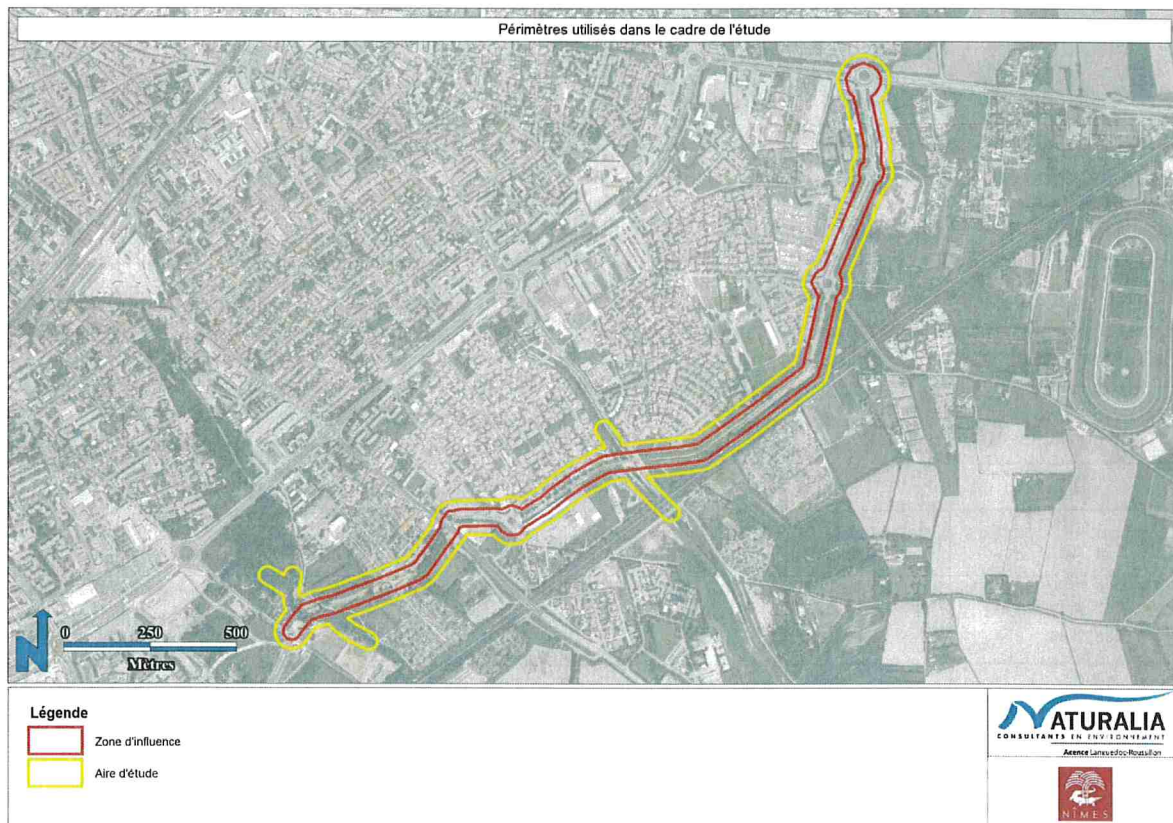 Périmètres utilisés dans le cadre de l'étude
N
0 250 500
Mètres
Légende
Zone d'influence
Aire d'étude
NATURALIA
CONSULTANTS EN ENVIRONNEMENT
Agence Languedoc-Roussillon
NÎMES